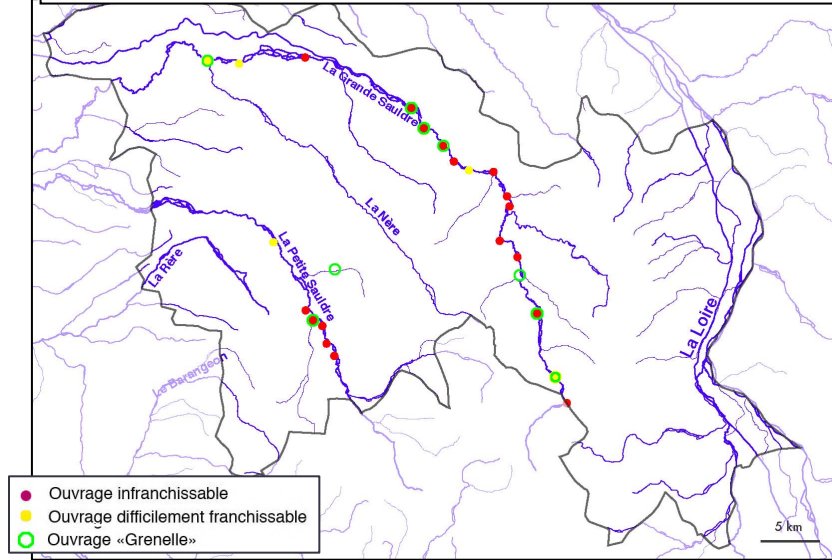 La Grande Sauldre
La Nère
La Petite Sauldre
La Rère
La Loire
Le Barangeon
Ouvrage infranchissable
Ouvrage difficilement franchissable
Ouvrage «Grenelle»
5 km